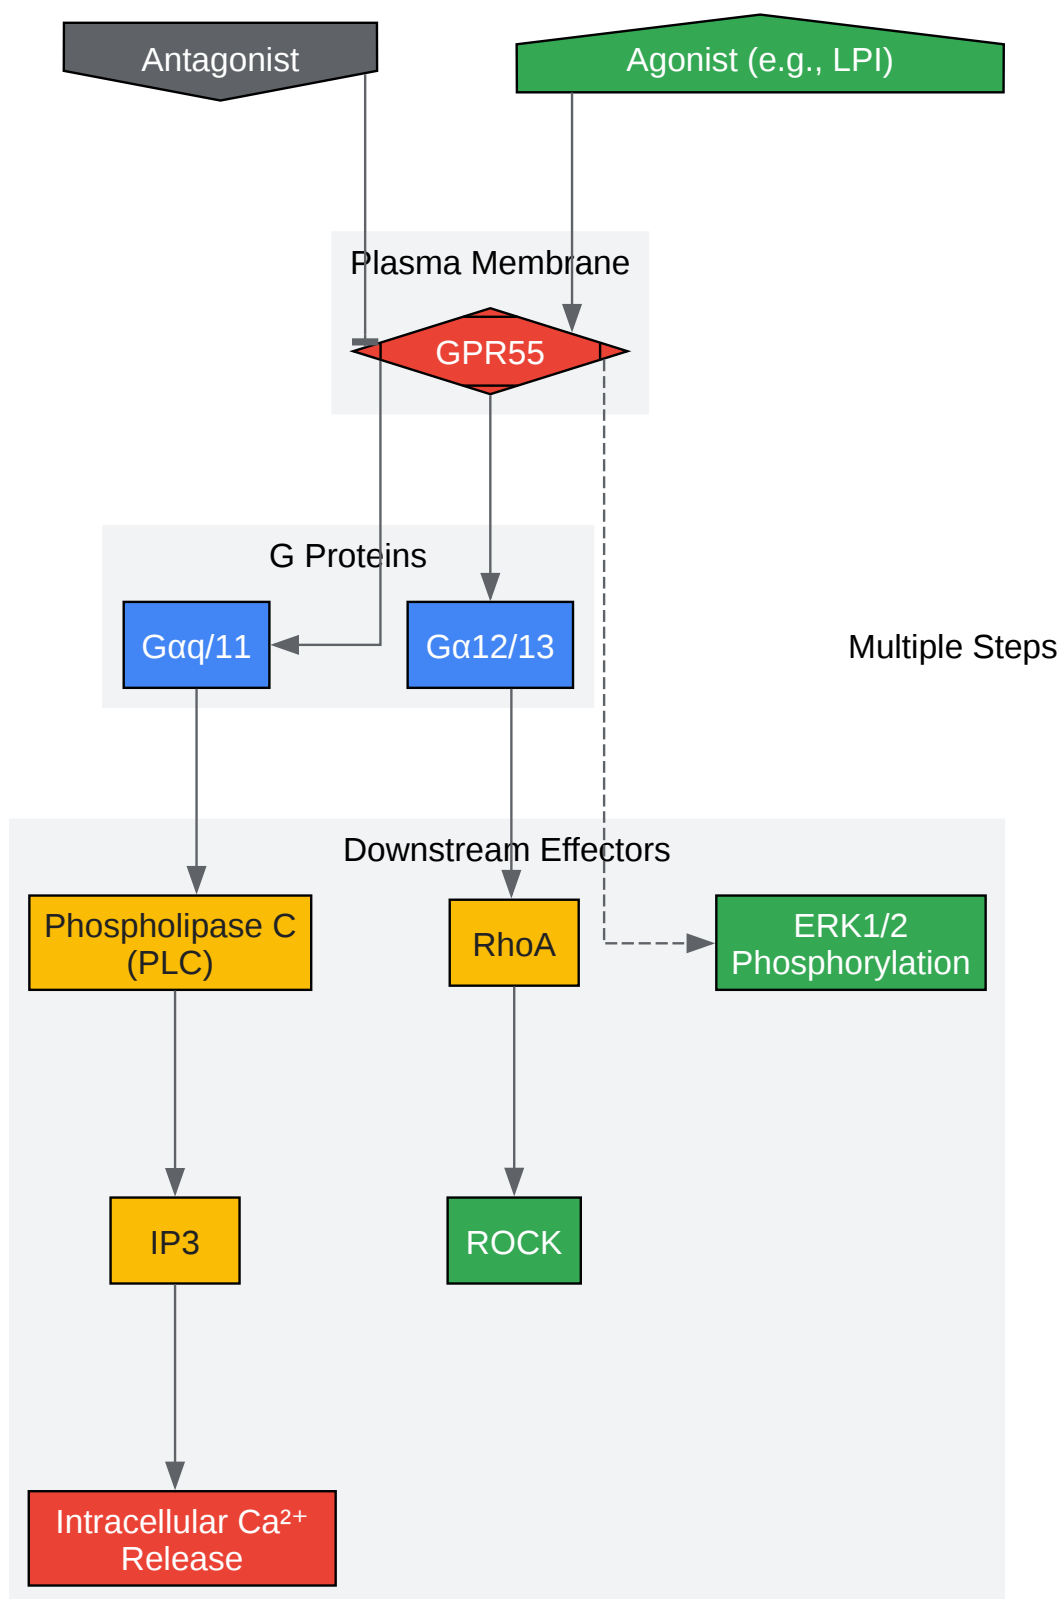 Antagonist
Agonist (e.g., LPI)
Plasma Membrane
GPR55
G Proteins
Gαq/11
Gα12/13
Multiple Steps
Downstream Effectors
Phospholipase C
(PLC)
RhoA
ERK1/2
Phosphorylation
IP3
ROCK
Intracellular Ca²⁺
Release